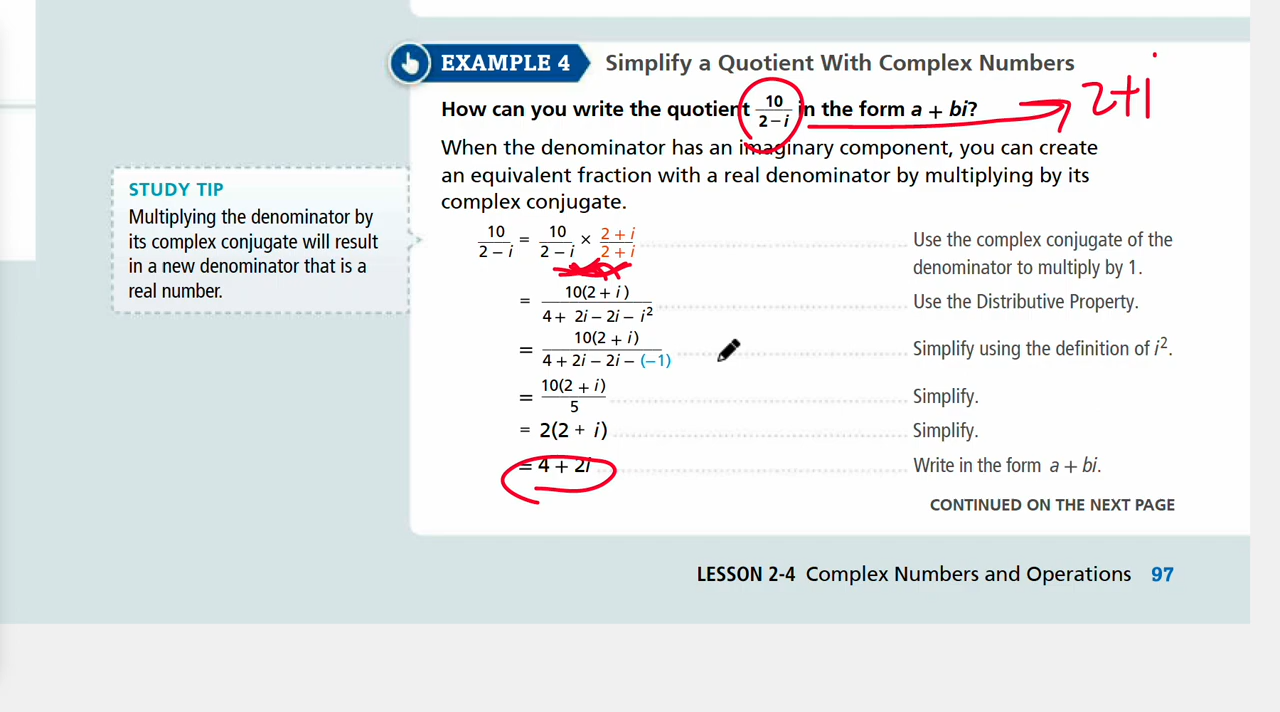 EXAMPLE 4 Simplify a Quotient With Complex Numbers
How can you write the quotient 10/(2 – i) in the form a + bi? 2+i
When the denominator has an imaginary component, you can create
an equivalent fraction with a real denominator by multiplying by its
complex conjugate.
STUDY TIP
Multiplying the denominator by
its complex conjugate will result
in a new denominator that is a
real number.
10/(2 – i) = 10/(2 – i) × (2 + i)/(2 + i) Use the complex conjugate of the
denominator to multiply by 1.
= 10(2 + i)/(4 + 2i – 2i – i²) Use the Distributive Property.
= 10(2 + i)/(4 + 2i – 2i – (–1)) Simplify using the definition of i².
= 10(2 + i)/5 Simplify.
= 2(2 + i) Simplify.
= 4 + 2i Write in the form a + bi.
CONTINUED ON THE NEXT PAGE
LESSON 2-4 Complex Numbers and Operations 97